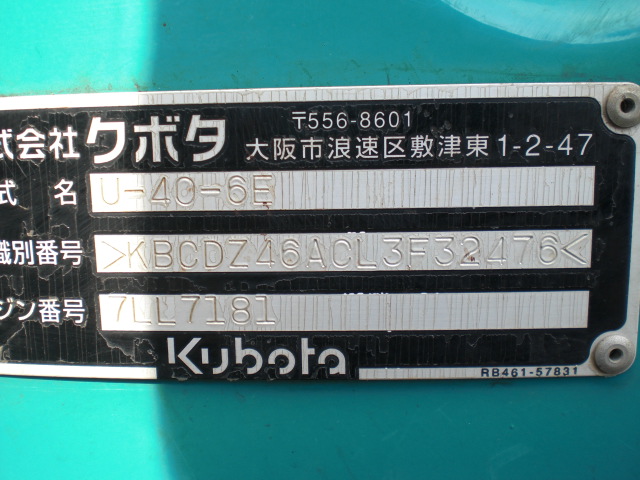 式会社クボタ
〒556-8601
大阪市浪速区敷津東1-2-47
式名 U-40-6E
識別番号 >KBCDZ46ACL3F32476<
ジン番号 7LL7181
Kubota
RB461-57831